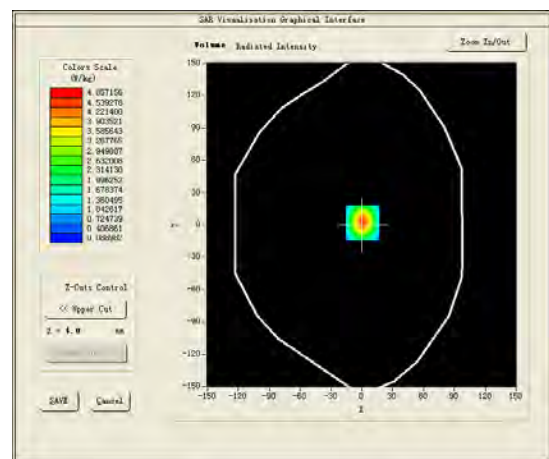 SAR Visualisation Graphical Interface
Volume Radiated Intensity
Zoom In/Out
Colors Scale
(W/kg)
4.857156
4.539278
4.221400
3.903521
3.585643
3.267765
2.949887
2.632008
2.314130
1.996252
1.678374
1.360495
1.042617
0.724739
0.406861
0.088982
150
120
90
60
30
0
-30
-60
-90
-120
-150
-150 -120 -90 -60 -30 0 30 60 90 120 150
X
Z-Cuts Control
<< Upper Cut
Z = 4.0 mm
SAVE Cancel